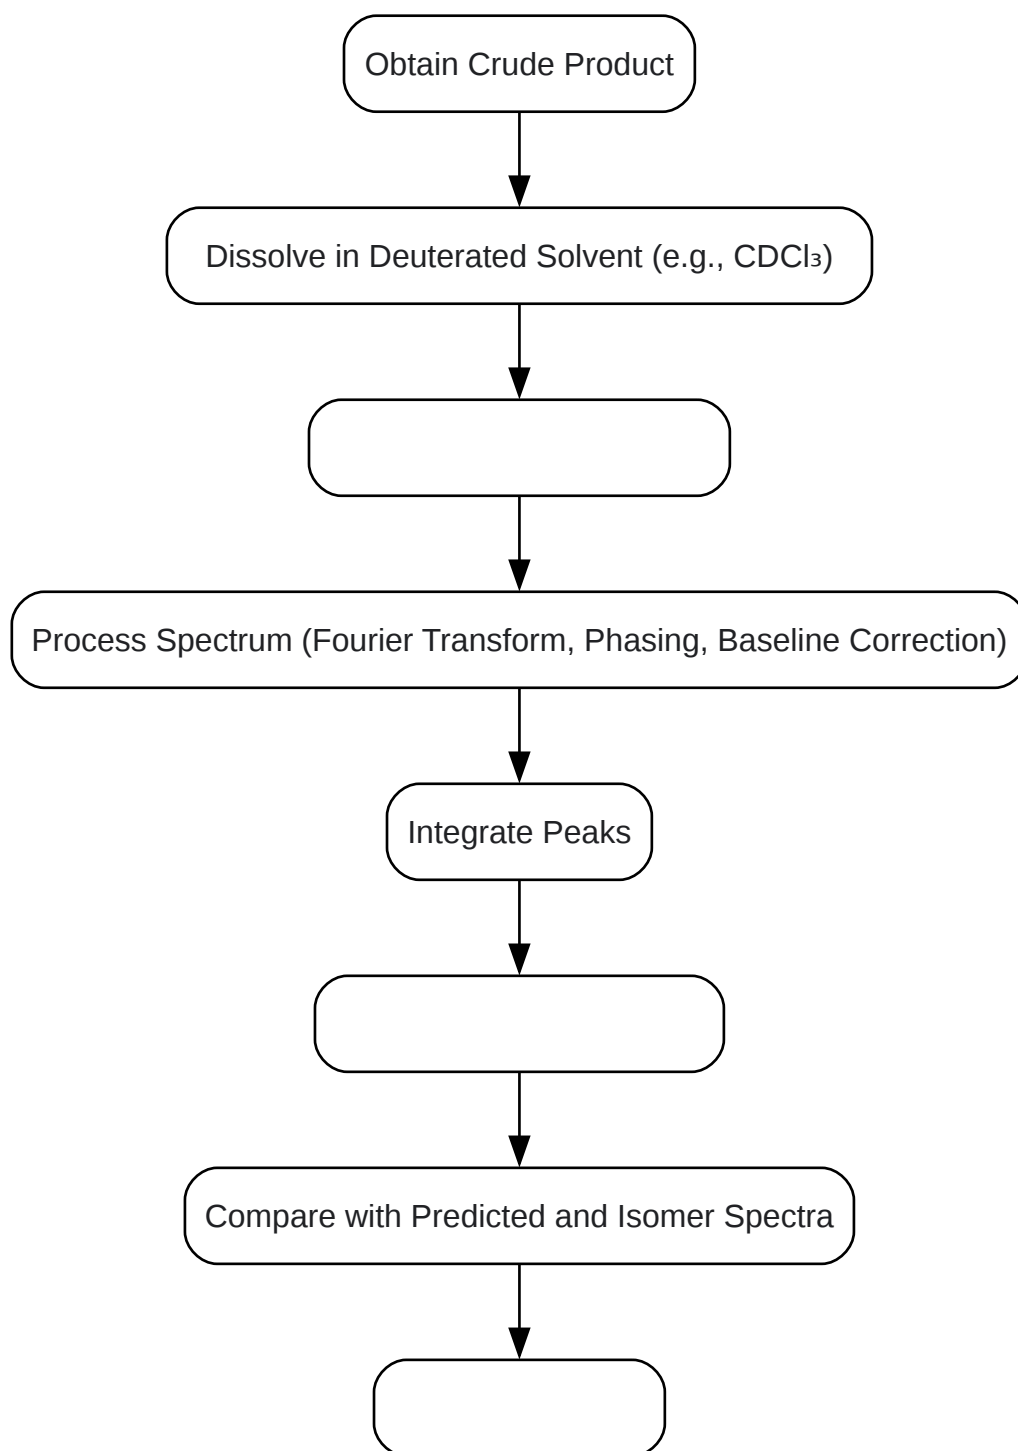 Obtain Crude Product
Dissolve in Deuterated Solvent (e.g., CDCl₃)
Process Spectrum (Fourier Transform, Phasing, Baseline Correction)
Integrate Peaks
Compare with Predicted and Isomer Spectra